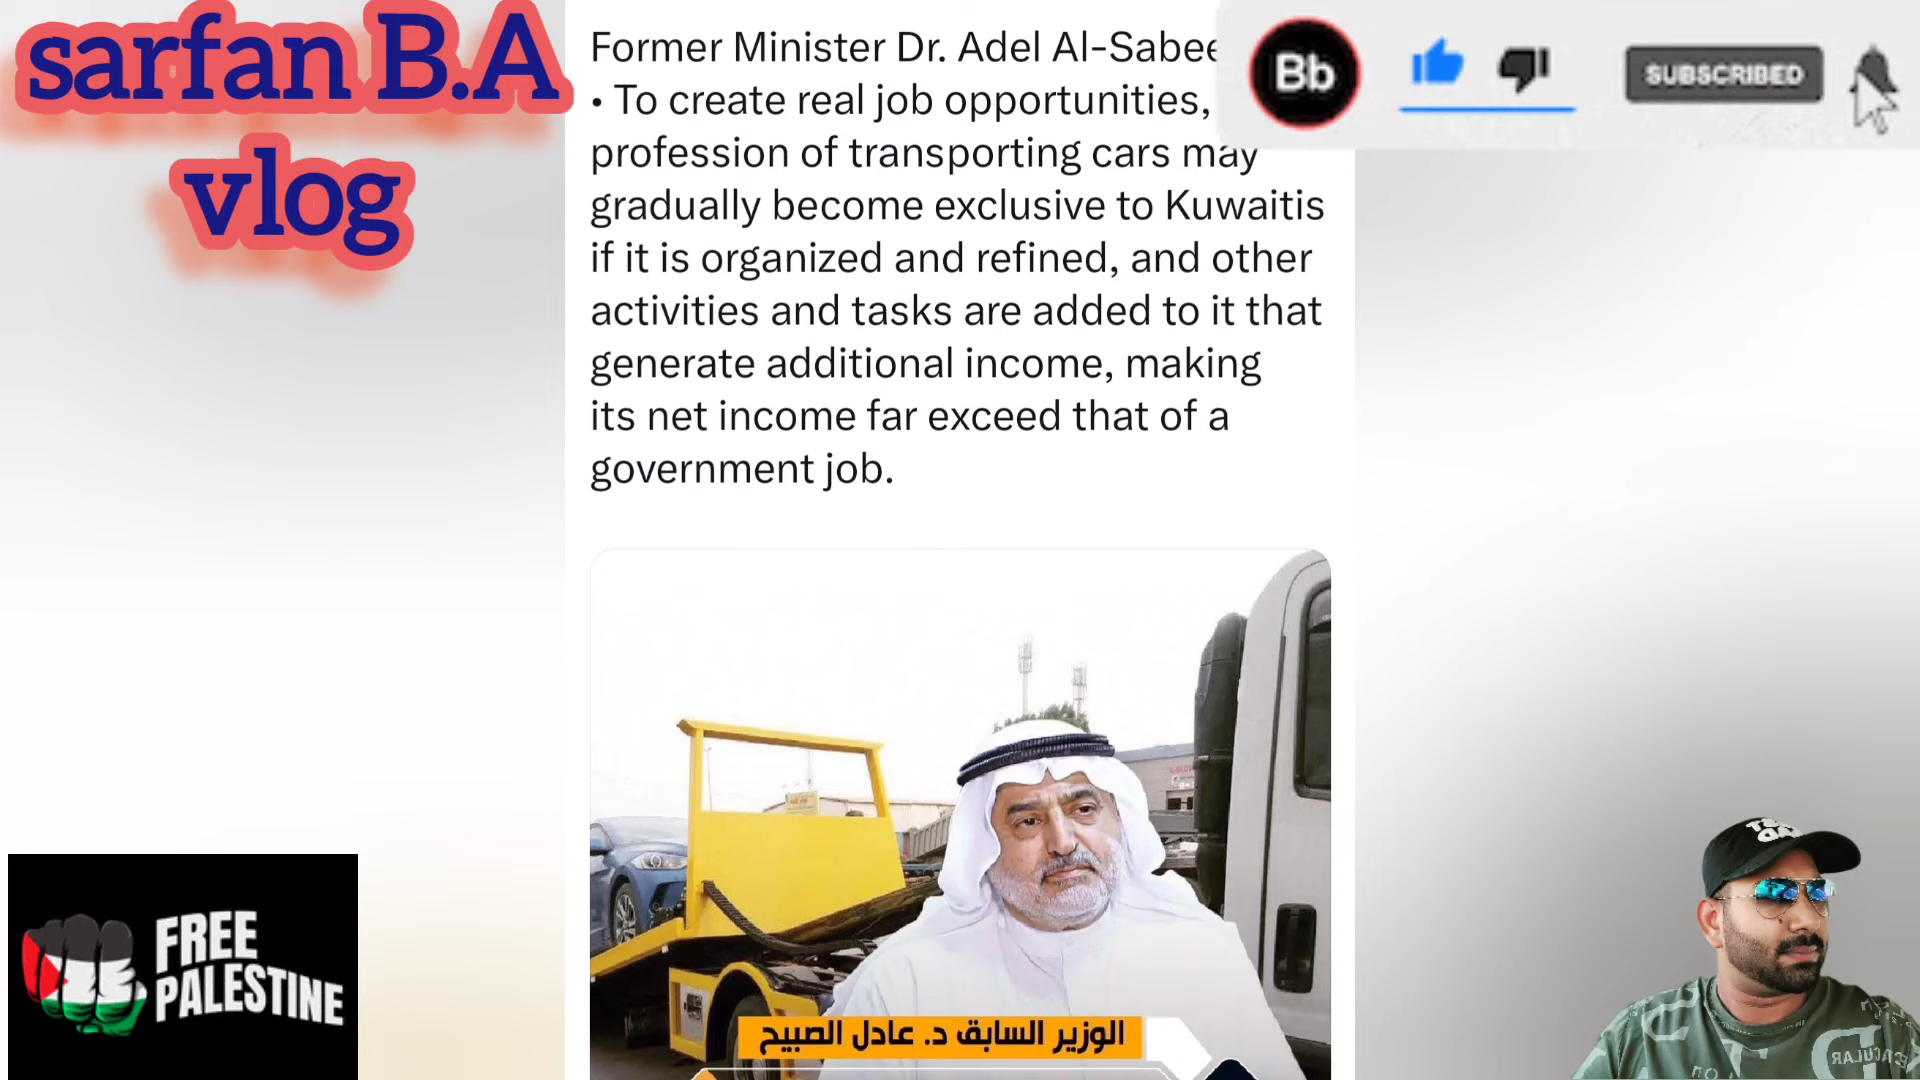 sarfan B.A
vlog
Former Minister Dr. Adel Al-Sabee
• To create real job opportunities,
profession of transporting cars may
gradually become exclusive to Kuwaitis
if it is organized and refined, and other
activities and tasks are added to it that
generate additional income, making
its net income far exceed that of a
government job.
Bb
SUBSCRIBED
الوزير السابق د. عادل الصبيح
FREE
PALESTINE